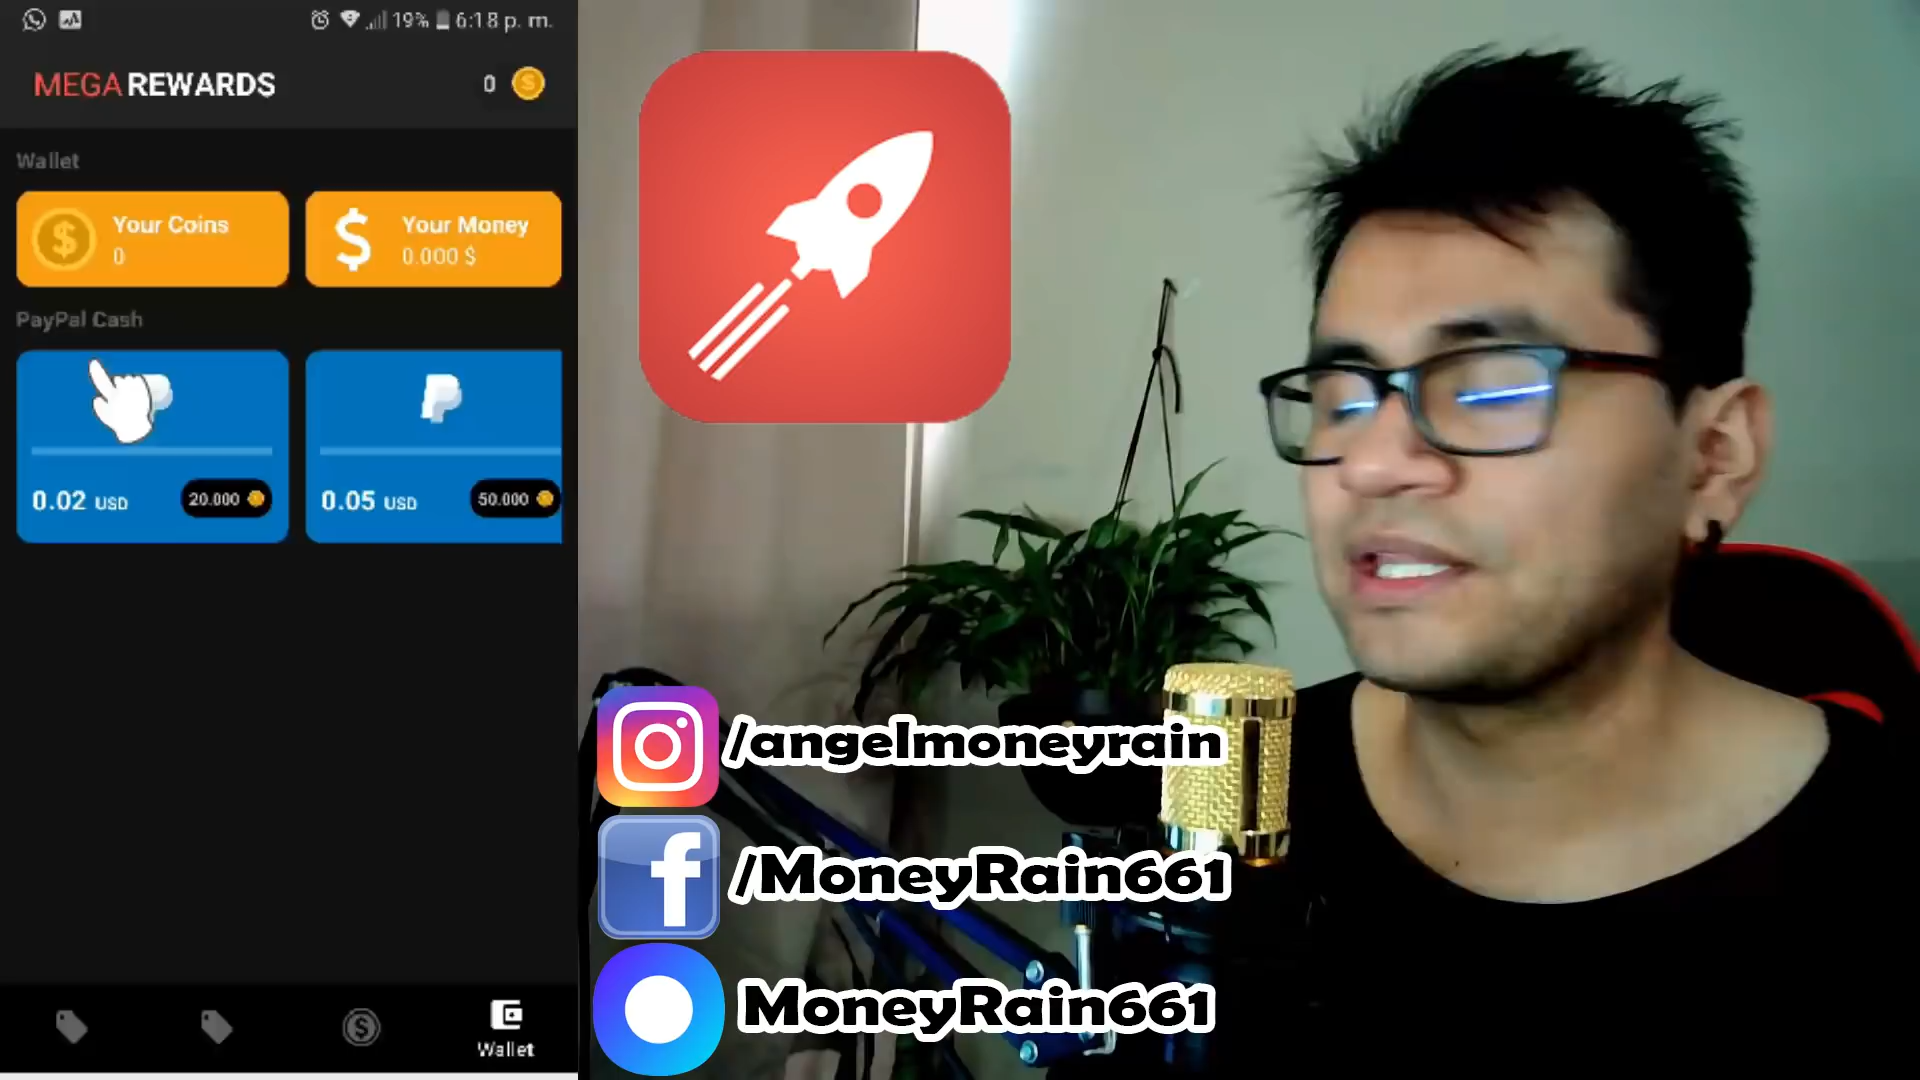 19% 6:18 p. m.
MEGA REWARDS
0
Wallet
Your Coins
0
Your Money
0.000 $
PayPal Cash
0.02 USD
20.000
0.05 USD
50.000
Wallet
/angelmoneyrain
/MoneyRain661
MoneyRain661